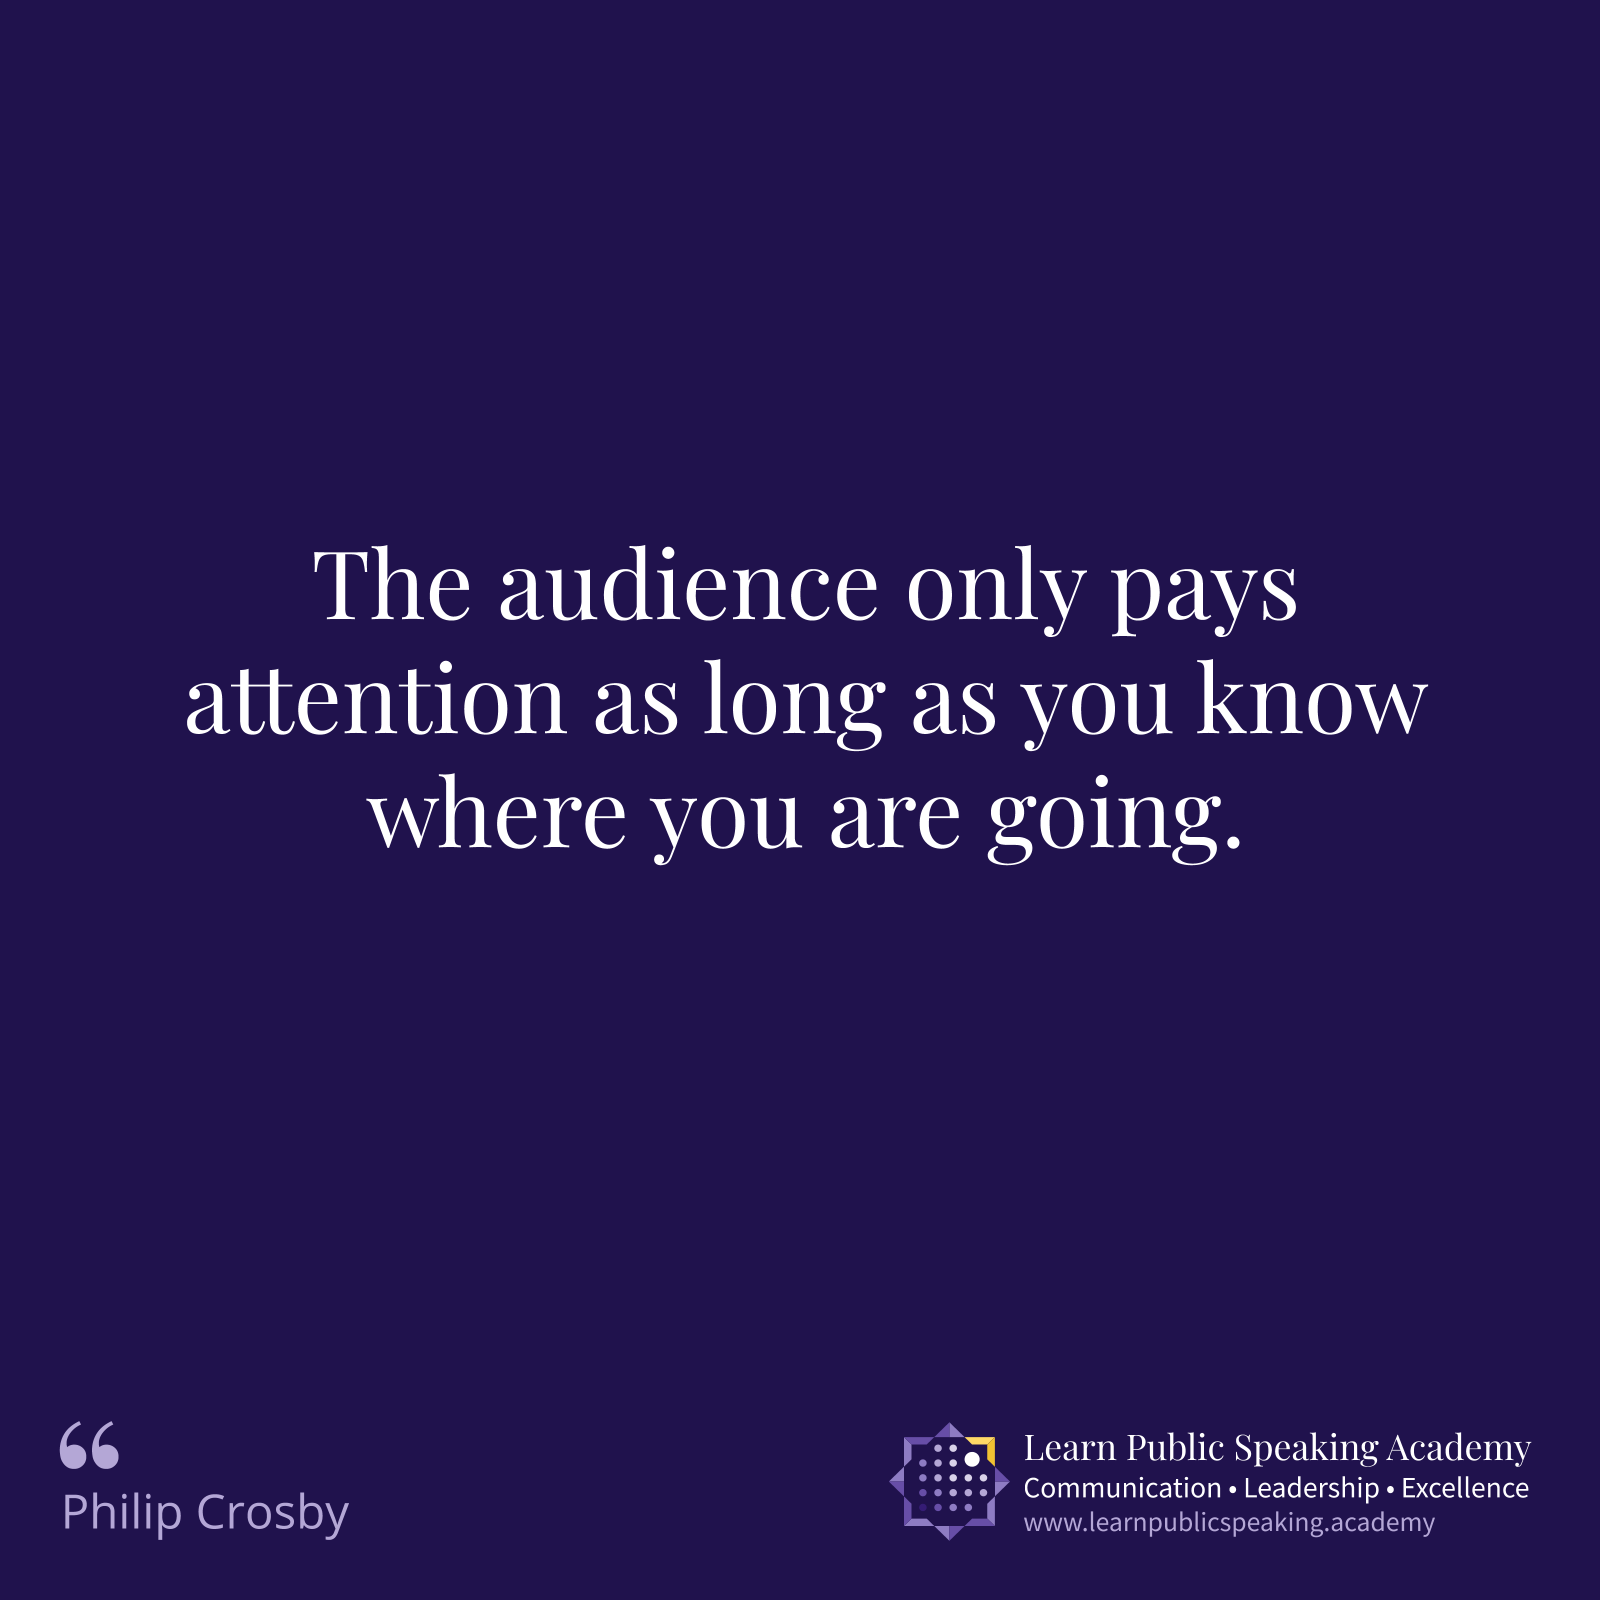 The audience only pays
attention as long as you know
where you are going.
“
Philip Crosby
Learn Public Speaking Academy
Communication • Leadership • Excellence
www.learnpublicspeaking.academy